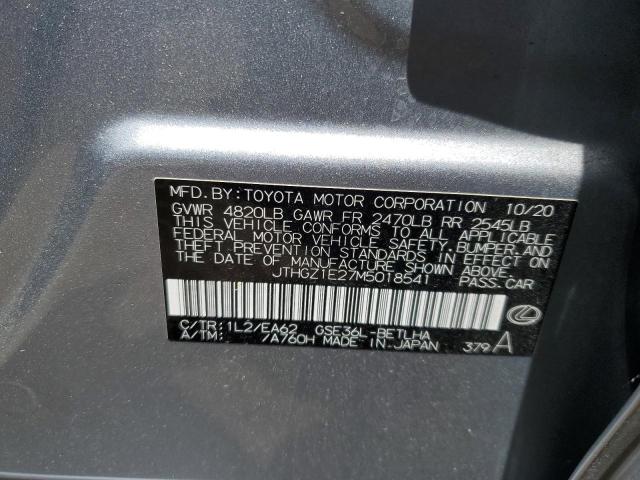 MFD.BY:TOYOTA MOTOR CORPORATION 10/20
GVWR 4820LB GAWR FR 2470LB RR 2545LB
THIS VEHICLE CONFORMS TO ALL APPLICABLE
FEDERAL MOTOR VEHICLE SAFETY, BUMPER, AND
THEFT PREVENTION STANDARDS IN EFFECT ON
THE DATE OF MANUFACTURE SHOWN ABOVE.
JTHGZ1E27M5018541 PASS.CAR
C/TR:1L2/EA62 GSE36L-BETLHA
A/TM: 7A760H MADE IN JAPAN 379 A